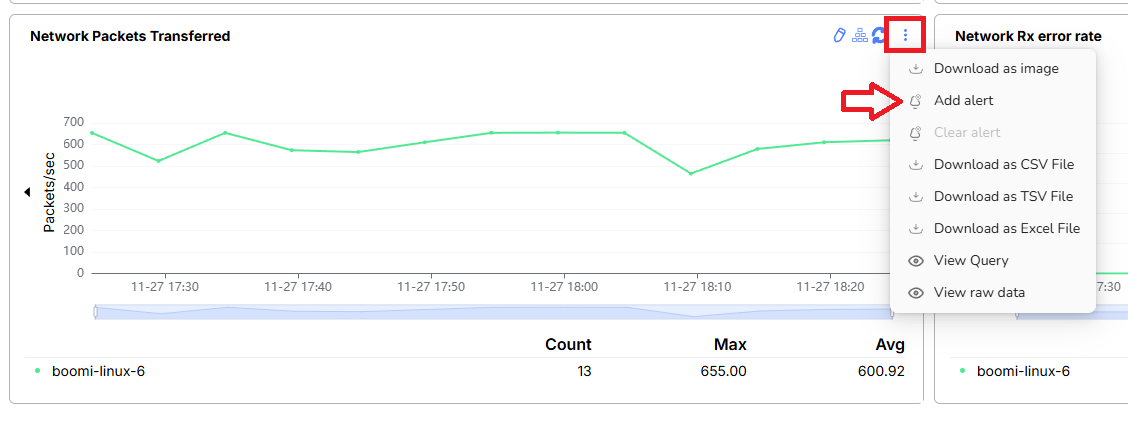 Network Packets Transferred
Network Rx error rate
Download as image
Add alert
Clear alert
Download as CSV File
Download as TSV File
Download as Excel File
View Query
View raw data
Packets/sec
700
600
500
400
300
200
100
0
11-27 17:30
11-27 17:40
11-27 17:50
11-27 18:00
11-27 18:10
11-27 18:20
7:30
Count Max Avg
boomi-linux-6 13 655.00 600.92
boomi-linux-6